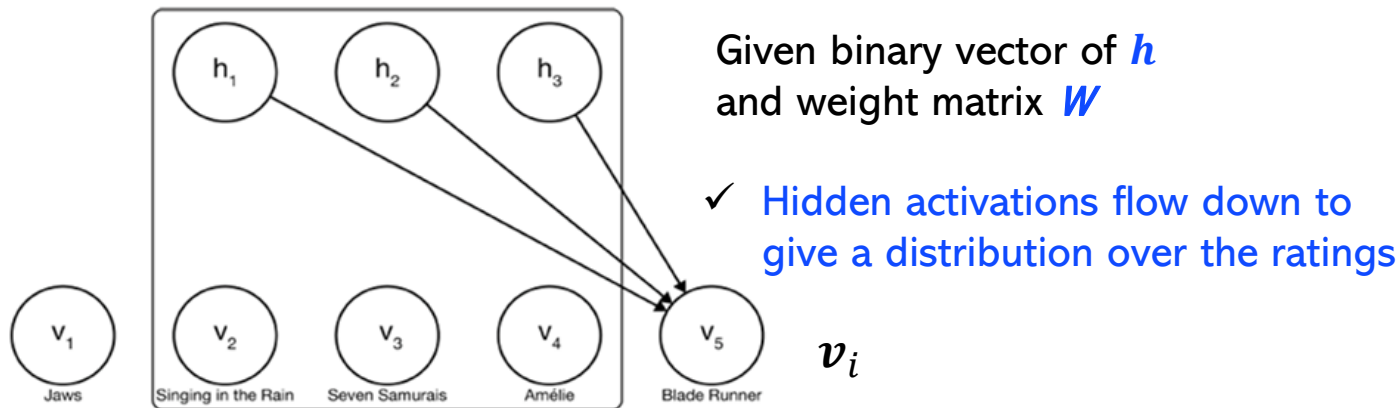 h₁ h₂ h₃
Given binary vector of h
and weight matrix W
✓ Hidden activations flow down to
give a distribution over the ratings
v₁ v₂ v₃ v₄ v₅ vᵢ
Jaws Singing in the Rain Seven Samurais Amélie Blade Runner